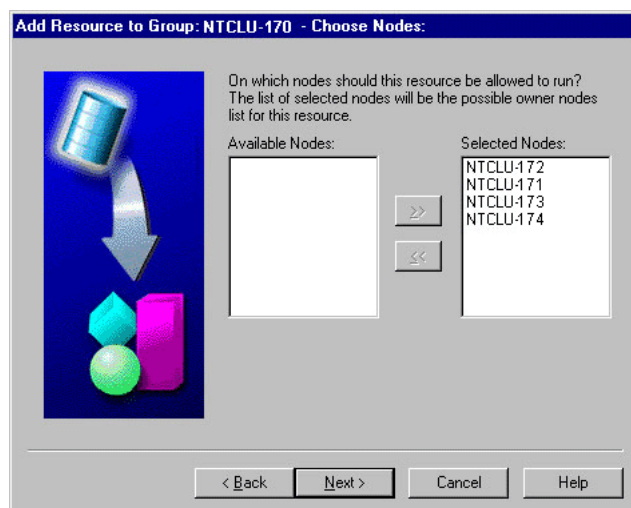 Add Resource to Group: NTCLU-170 - Choose Nodes:
On which nodes should this resource be allowed to run?
The list of selected nodes will be the possible owner nodes
list for this resource.
Available Nodes:
Selected Nodes:
NTCLU-172
NTCLU-171
NTCLU-173
NTCLU-174
>>
<<
< Back
Next >
Cancel
Help